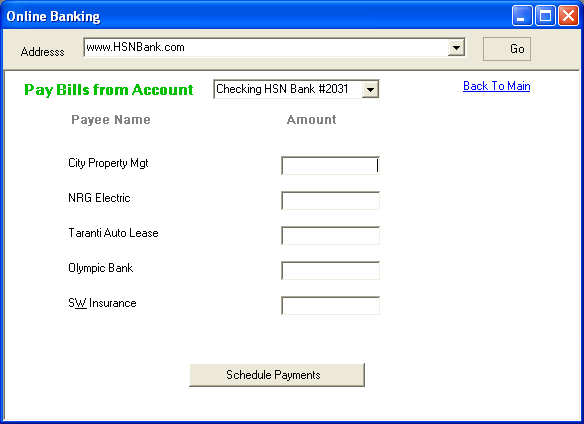 Online Banking
Addresss www.HSNBank.com Go
Pay Bills from Account Checking HSN Bank #2031 Back To Main
Payee Name Amount
City Property Mgt
NRG Electric
Taranti Auto Lease
Olympic Bank
SW Insurance
Schedule Payments